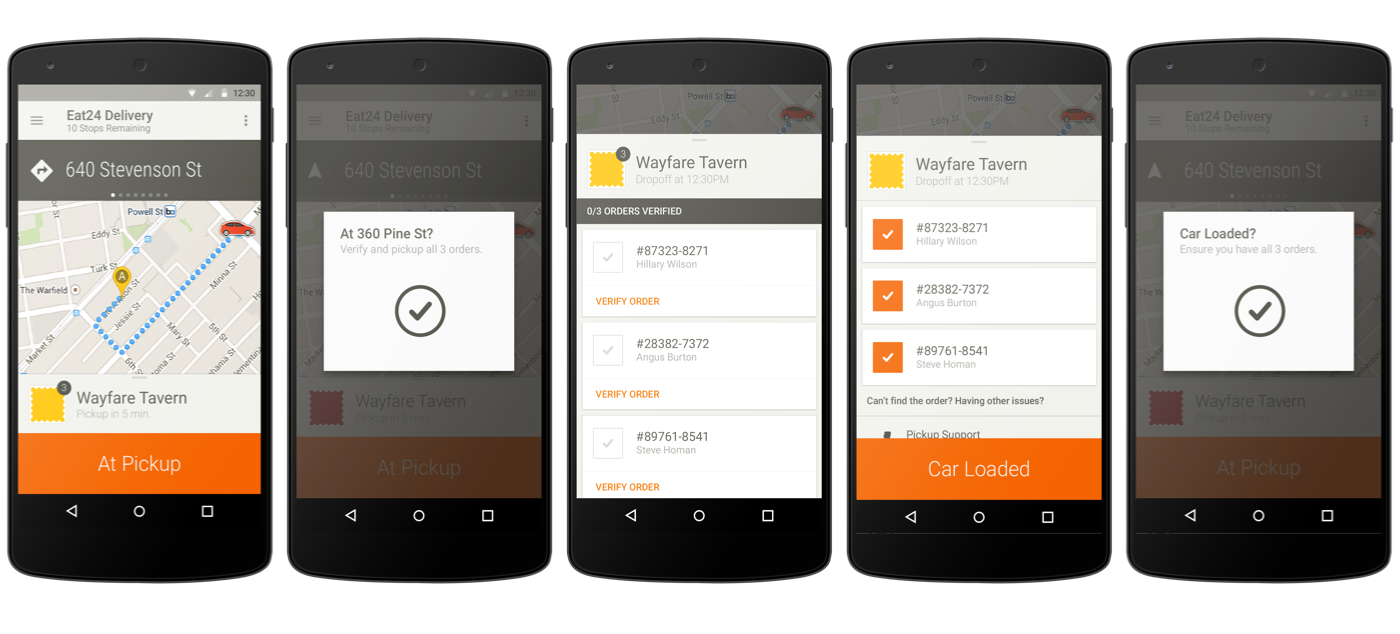 12:30
Eat24 Delivery
10 Stops Remaining
640 Stevenson St
Powell St
Eddy St
Turk St
The Warfield
Jessie St
Minna St
Mary St
5th St
Market St
6th St
A
3
Wayfare Tavern
Pickup in 5 min.
At Pickup
12:30
Eat24 Delivery
10 Stops Remaining
640 Stevenson St
At 360 Pine St?
Verify and pickup all 3 orders.
Wayfare Tavern
Pickup in 5 min.
At Pickup
Powell St
Eddy St
3
Wayfare Tavern
Dropoff at 12:30PM
0/3 ORDERS VERIFIED
#87323-8271
Hillary Wilson
VERIFY ORDER
#28382-7372
Angus Burton
VERIFY ORDER
#89761-8541
Steve Homan
VERIFY ORDER
Powell St
Eddy St
Wayfare Tavern
Dropoff at 12:30PM
#87323-8271
Hillary Wilson
#28382-7372
Angus Burton
#89761-8541
Steve Homan
Can't find the order? Having other issues?
Pickup Support
Car Loaded
12:30
Eat24 Delivery
10 Stops Remaining
640 Stevenson St
Car Loaded?
Ensure you have all 3 orders.
Wayfare Tavern
Pickup in 5 min.
At Pickup